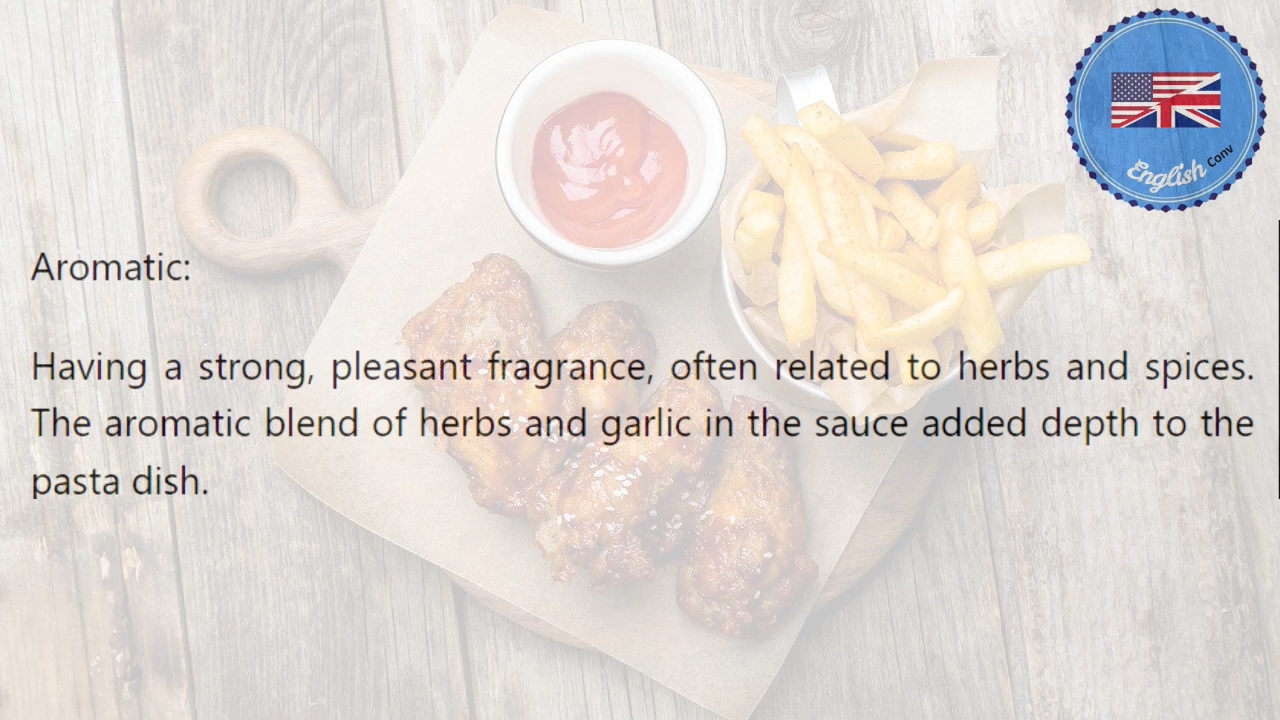 English Conv
Aromatic:
Having a strong, pleasant fragrance, often related to herbs and spices.
The aromatic blend of herbs and garlic in the sauce added depth to the
pasta dish.